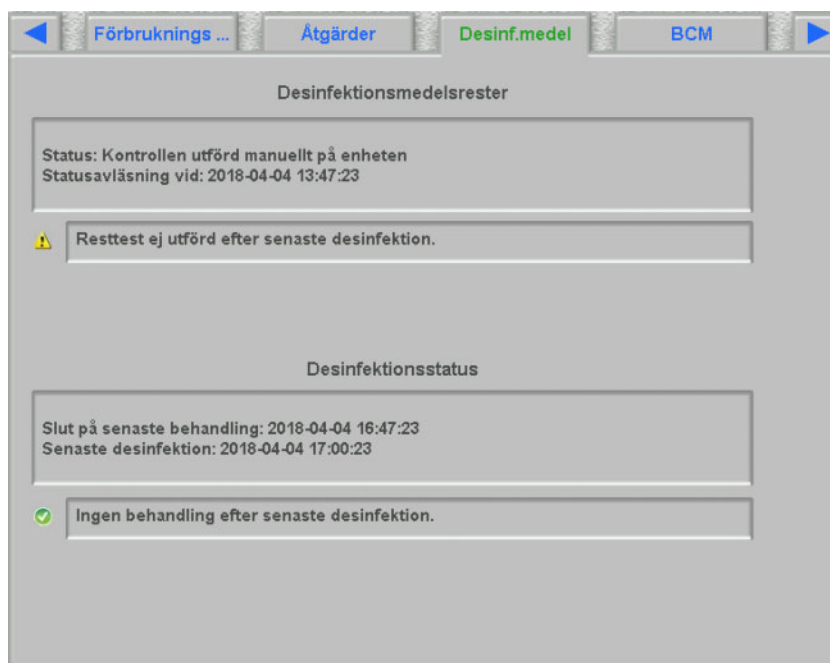 Förbruknings ...
Åtgärder
Desinf.medel
BCM
Desinfektionsmedelsrester
Status: Kontrollen utförd manuellt på enheten
Statusavläsning vid: 2018-04-04 13:47:23
Resttest ej utförd efter senaste desinfektion.
Desinfektionsstatus
Slut på senaste behandling: 2018-04-04 16:47:23
Senaste desinfektion: 2018-04-04 17:00:23
Ingen behandling efter senaste desinfektion.